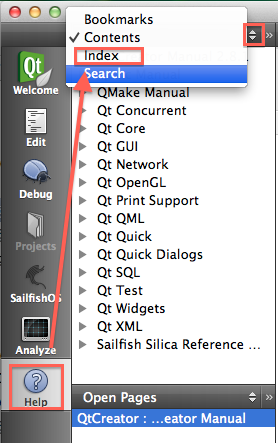 Bookmarks
✓ Contents
Index
Search
»
Qt
Welcome
Edit
Debug
Projects
SailfishOS
Analyze
Help
QMake Manual
Qt Concurrent
Qt Core
Qt GUI
Qt Network
Qt OpenGL
Qt Print Support
Qt QML
Qt Quick
Qt Quick Dialogs
Qt SQL
Qt Test
Qt Widgets
Qt XML
Sailfish Silica Reference ...
Open Pages
»
QtCreator : ...eator Manual